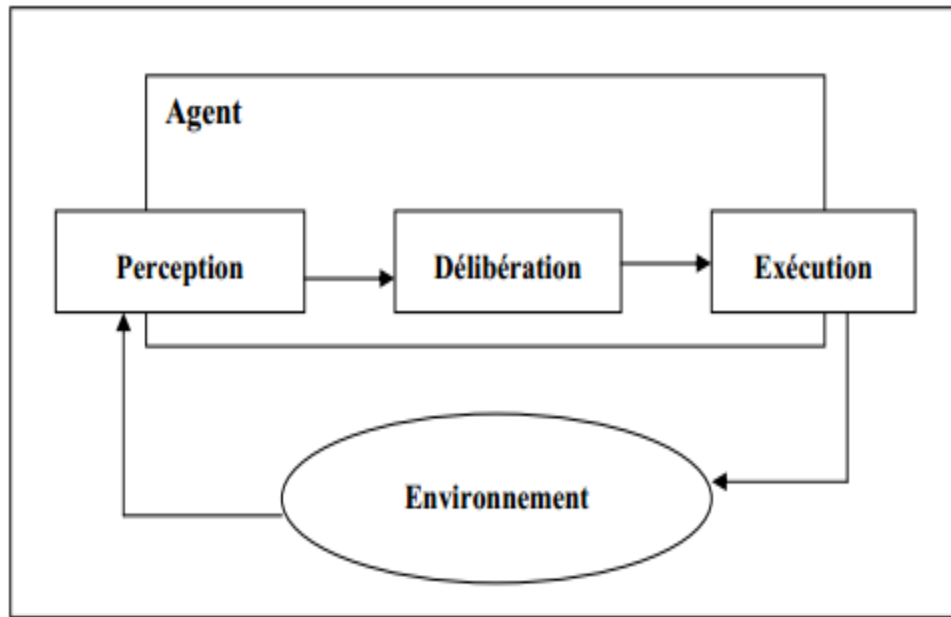 Agent
Perception
Délibération
Exécution
Environnement